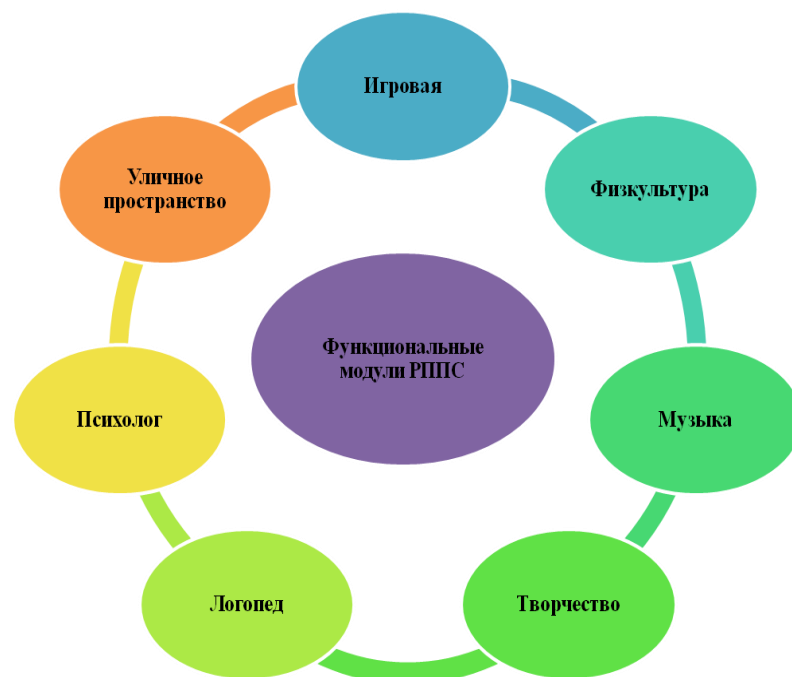 Игровая
Физкультура
Музыка
Творчество
Логопед
Психолог
Уличное
пространство
Функциональные
модули РППС